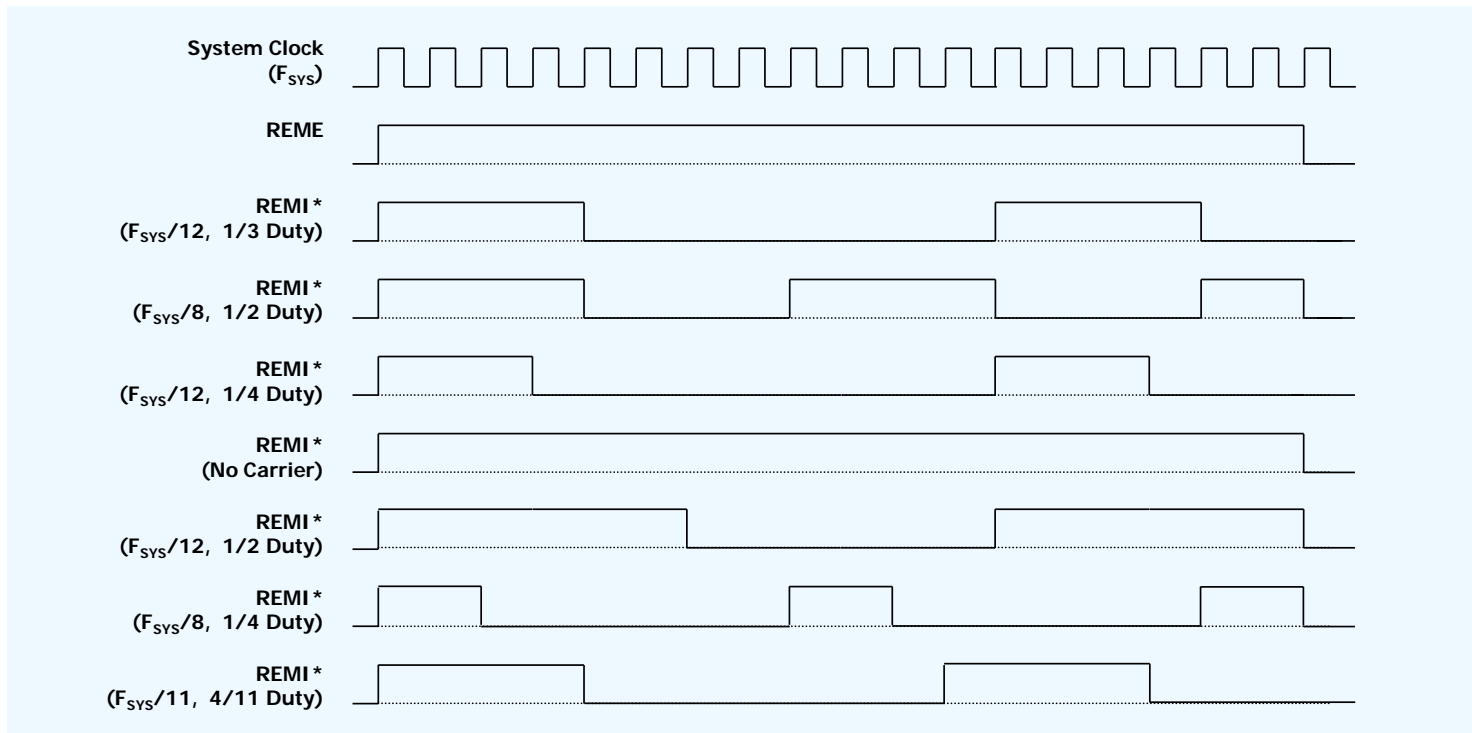 System Clock
(FSYS)
REME
REMI*
(FSYS/12, 1/3 Duty)
REMI*
(FSYS/8, 1/2 Duty)
REMI*
(FSYS/12, 1/4 Duty)
REMI*
(No Carrier)
REMI*
(FSYS/12, 1/2 Duty)
REMI*
(FSYS/8, 1/4 Duty)
REMI*
(FSYS/11, 4/11 Duty)